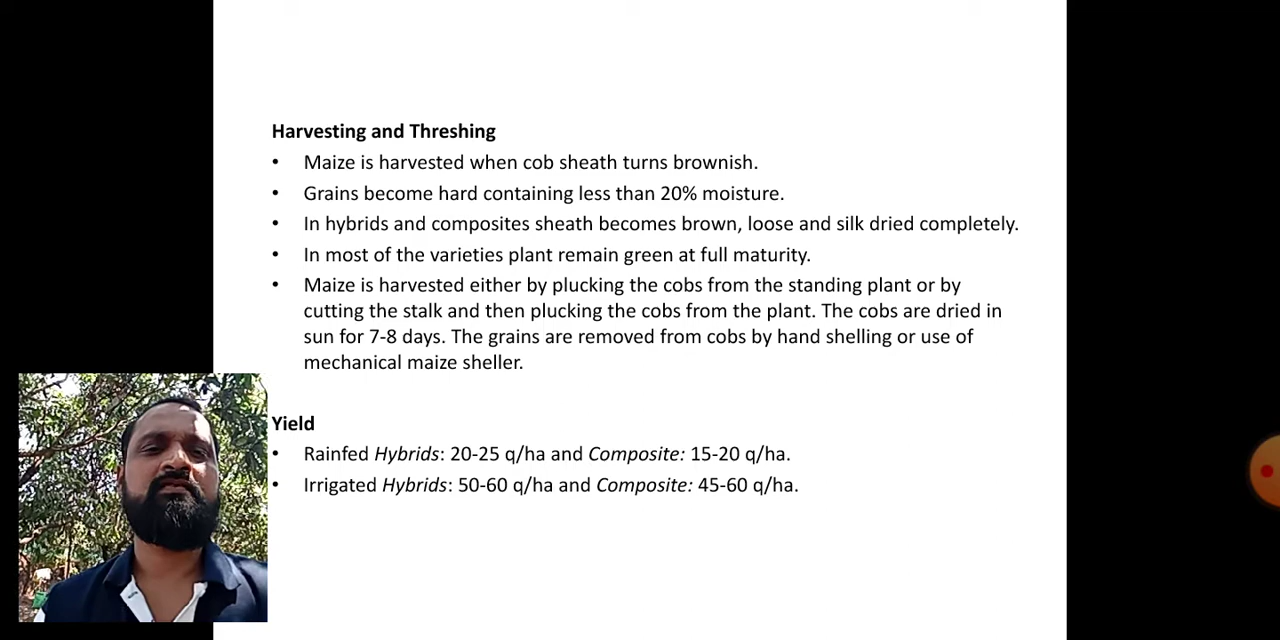 Harvesting and Threshing
• Maize is harvested when cob sheath turns brownish.
• Grains become hard containing less than 20% moisture.
• In hybrids and composites sheath becomes brown, loose and silk dried completely.
• In most of the varieties plant remain green at full maturity.
• Maize is harvested either by plucking the cobs from the standing plant or by
cutting the stalk and then plucking the cobs from the plant. The cobs are dried in
sun for 7-8 days. The grains are removed from cobs by hand shelling or use of
mechanical maize sheller.
Yield
• Rainfed Hybrids: 20-25 q/ha and Composite: 15-20 q/ha.
• Irrigated Hybrids: 50-60 q/ha and Composite: 45-60 q/ha.